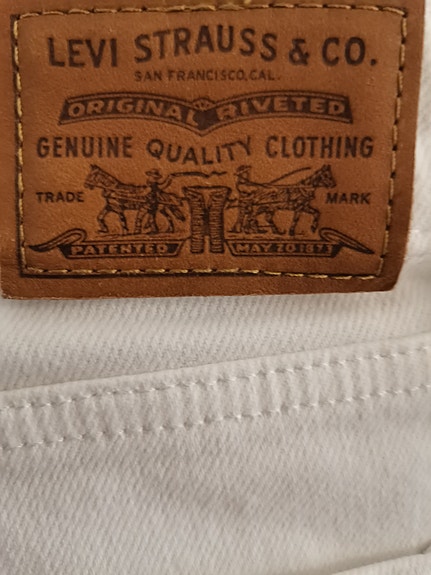 LEVI STRAUSS & CO.
SAN FRANCISCO, CAL.
ORIGINAL RIVETED
GENUINE QUALITY CLOTHING
TRADE MARK
PATENTED MAY 20 1873